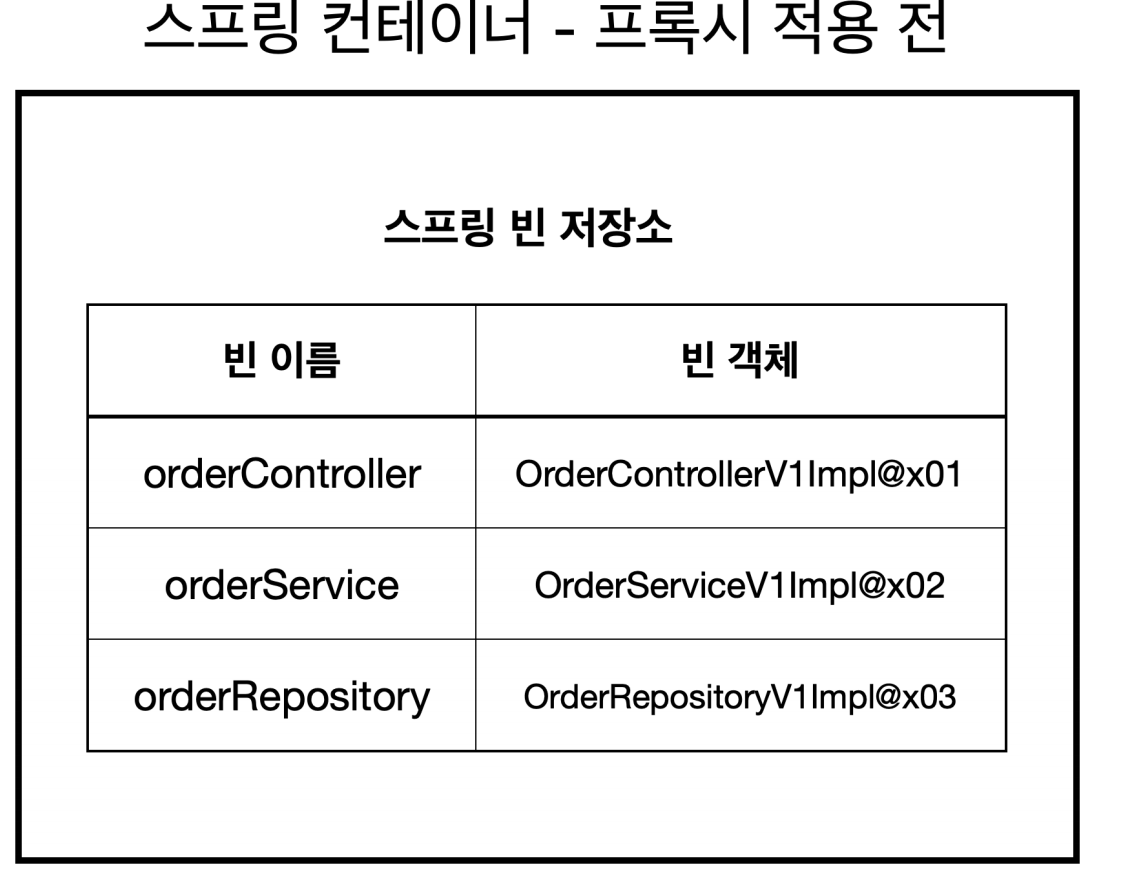 스프링 컨테이너 - 프록시 적용 전
스프링 빈 저장소
빈 이름 빈 객체
orderController OrderControllerV1Impl@x01
orderService OrderServiceV1Impl@x02
orderRepository OrderRepositoryV1Impl@x03